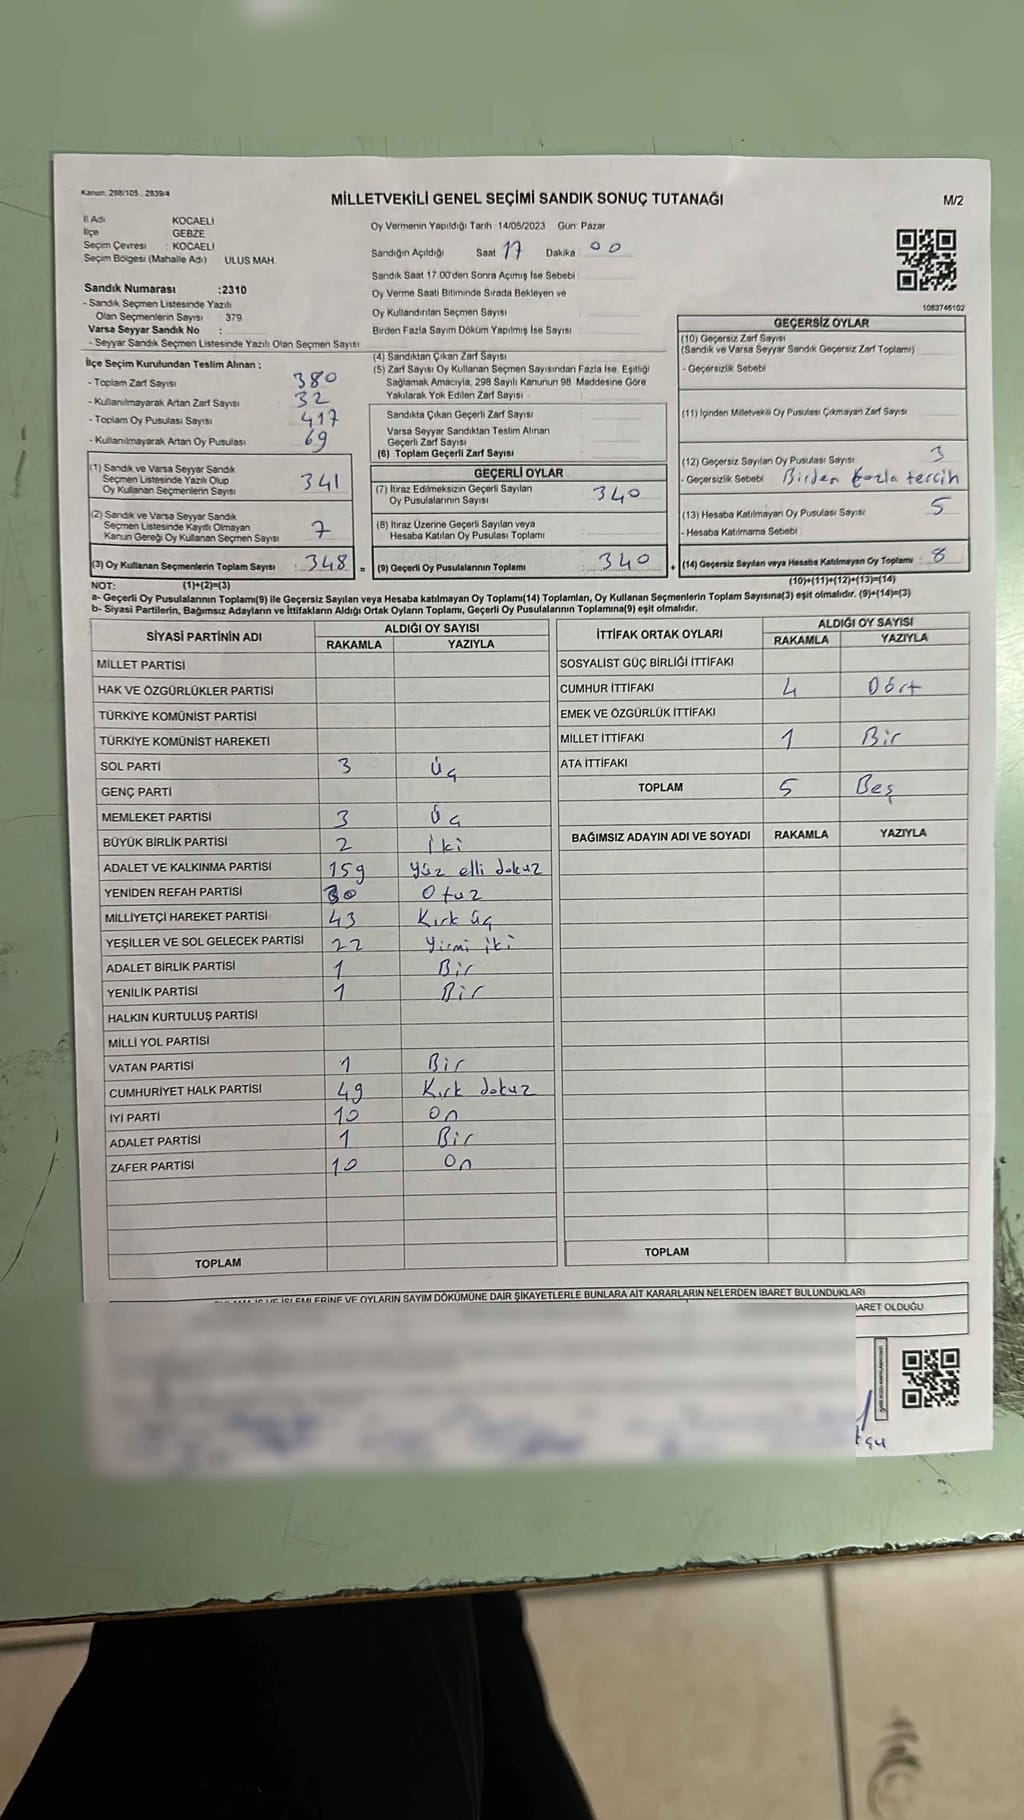 Kanun: 298/105 , 2839/4
MİLLETVEKİLİ GENEL SEÇİMİ SANDIK SONUÇ TUTANAĞI
M/2
İl Adı KOCAELİ
İlçe GEBZE
Seçim Çevresi : KOCAELİ
Seçim Bölgesi (Mahalle Adı) ULUS MAH.
Oy Vermenin Yapıldığı Tarih :14/05/2023 Gün: Pazar
Sandığın Açıldığı Saat 17 Dakika 00
Sandık Saat 17.00'den Sonra Açımış İse Sebebi
Oy Verme Saati Bitiminde Sırada Bekleyen ve
Oy Kullandırılan Seçmen Sayısı
Birden Fazla Sayım Döküm Yapılmış İse Sayısı
1083746102
Sandık Numarası :2310
- Sandık Seçmen Listesinde Yazılı
Olan Seçmenlerin Sayısı : 379
Varsa Seyyar Sandık No :
- Seyyar Sandık Seçmen Listesinde Yazılı Olan Seçmen Sayısı
İlçe Seçim Kurulundan Teslim Alınan :
- Toplam Zarf Sayısı 380
- Kullanılmayarak Artan Zarf Sayısı 32
- Toplam Oy Pusulası Sayısı 417
- Kullanılmayarak Artan Oy Pusulası 69
(1) Sandık ve Varsa Seyyar Sandık
Seçmen Listesinde Yazılı Olup
Oy Kullanan Seçmenlerin Sayısı 341
(2) Sandık ve Varsa Seyyar Sandık
Seçmen Listesinde Kayıtlı Olmayan
Kanun Gereği Oy Kullanan Seçmen Sayısı 7
(3) Oy Kullanan Seçmenlerin Toplam Sayısı : 348 =
(4) Sandıktan Çıkan Zarf Sayısı
(5) Zarf Sayısı Oy Kullanan Seçmen Sayısından Fazla İse, Eşitliği
Sağlamak Amacıyla, 298 Sayılı Kanunun 98. Maddesine Göre
Yakılarak Yok Edilen Zarf Sayısı
Sandıkta Çıkan Geçerli Zarf Sayısı
Varsa Seyyar Sandıktan Teslim Alınan
Geçerli Zarf Sayısı
(6) Toplam Geçerli Zarf Sayısı
GEÇERLİ OYLAR
(7) İtiraz Edilmeksizin Geçerli Sayılan
Oy Pusulalarının Sayısı 340
(8) İtiraz Üzerine Geçerli Sayılan veya
Hesaba Katılan Oy Pusulası Toplamı
(9) Geçerli Oy Pusulalarının Toplamı : 340 +
GEÇERSİZ OYLAR
(10) Geçersiz Zarf Sayısı
(Sandık ve Varsa Seyyar Sandık Geçersiz Zarf Toplamı)
- Geçersizlik Sebebi
(11) İçinden Milletvekili Oy Pusulası Çıkmayan Zarf Sayısı
(12) Geçersiz Sayılan Oy Pusulası Sayısı 3
- Geçersizlik Sebebi Birden fazla tercih
(13) Hesaba Katılmayan Oy Pusulası Sayısı 5
- Hesaba Katılmama Sebebi
(14) Geçersiz Sayılan veya Hesaba Katılmayan Oy Toplamı : 8
NOT: (1)+(2)=(3)
(10)+(11)+(12)+(13)=(14)
a- Geçerli Oy Pusulalarının Toplamı(9) ile Geçersiz Sayılan veya Hesaba katılmayan Oy Toplamı(14) Toplamları, Oy Kullanan Seçmenlerin Toplam Sayısına(3) eşit olmalıdır. (9)+(14)=(3)
b- Siyasi Partilerin, Bağımsız Adayların ve İttifakların Aldığı Ortak Oyların Toplamı, Geçerli Oy Pusulalarının Toplamına(9) eşit olmalıdır.
SİYASİ PARTİNİN ADI ALDIĞI OY SAYISI
RAKAMLA YAZIYLA
MİLLET PARTİSİ
HAK VE ÖZGÜRLÜKLER PARTİSİ
TÜRKİYE KOMÜNİST PARTİSİ
TÜRKİYE KOMÜNİST HAREKETİ
SOL PARTİ 3 Üç
GENÇ PARTİ
MEMLEKET PARTİSİ 3 Üç
BÜYÜK BİRLİK PARTİSİ 2 İki
ADALET VE KALKINMA PARTİSİ 159 Yüz elli dokuz
YENİDEN REFAH PARTİSİ 30 Otuz
MİLLİYETÇİ HAREKET PARTİSİ 43 Kırk üç
YEŞİLLER VE SOL GELECEK PARTİSİ 22 Yirmi iki
ADALET BİRLİK PARTİSİ 1 Bir
YENİLİK PARTİSİ 1 Bir
HALKIN KURTULUŞ PARTİSİ
MİLLİ YOL PARTİSİ
VATAN PARTİSİ 1 Bir
CUMHURİYET HALK PARTİSİ 49 Kırk dokuz
İYİ PARTİ 10 On
ADALET PARTİSİ 1 Bir
ZAFER PARTİSİ 10 On
TOPLAM
İTTİFAK ORTAK OYLARI ALDIĞI OY SAYISI
RAKAMLA YAZIYLA
SOSYALİST GÜÇ BİRLİĞİ İTTİFAKI
CUMHUR İTTİFAKI 4 Dört
EMEK VE ÖZGÜRLÜK İTTİFAKI
MİLLET İTTİFAKI 1 Bir
ATA İTTİFAKI
TOPLAM 5 Beş
BAĞIMSIZ ADAYIN ADI VE SOYADI RAKAMLA YAZIYLA
TOPLAM
İŞLEMLERİNE VE OYLARIN SAYIM DÖKÜMÜNE DAİR ŞİKAYETLERLE BUNLARA AİT KARARLARIN NELERDEN İBARET BULUNDUKLARI
BARET OLDUĞU